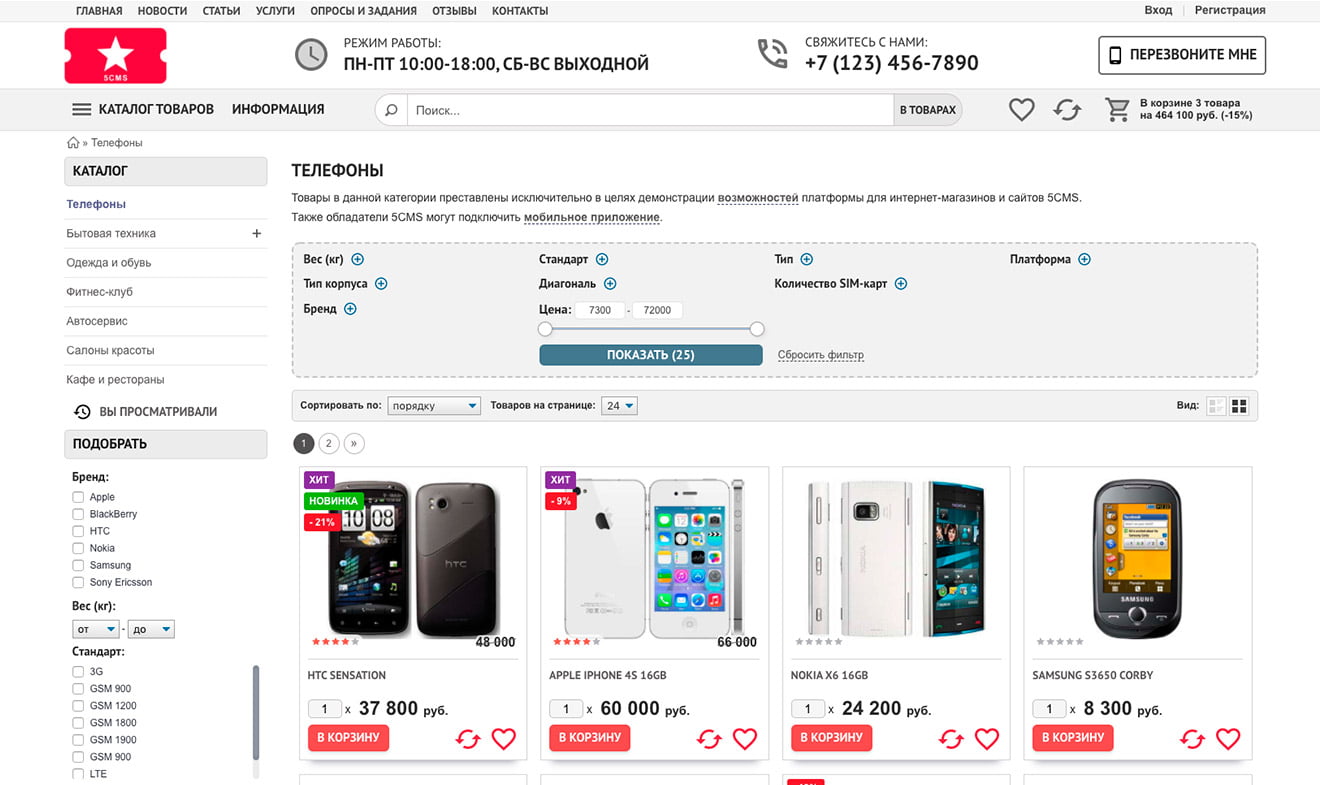 ГЛАВНАЯ НОВОСТИ СТАТЬИ УСЛУГИ ОПРОСЫ И ЗАДАНИЯ ОТЗЫВЫ КОНТАКТЫ Вход Регистрация
5CMS
РЕЖИМ РАБОТЫ:
ПН-ПТ 10:00-18:00, СБ-ВС ВЫХОДНОЙ
СВЯЖИТЕСЬ С НАМИ:
+7 (123) 456-7890
ПЕРЕЗВОНИТЕ МНЕ
КАТАЛОГ ТОВАРОВ ИНФОРМАЦИЯ
Поиск... В ТОВАРАХ
В корзине 3 товара
на 464 100 руб. (-15%)
» Телефоны
КАТАЛОГ
Телефоны
Бытовая техника +
Одежда и обувь
Фитнес-клуб
Автосервис
Салоны красоты
Кафе и рестораны
ВЫ ПРОСМАТРИВАЛИ
ПОДОБРАТЬ
Бренд:
Apple
BlackBerry
HTC
Nokia
Samsung
Sony Ericsson
Вес (кг):
от - до
Стандарт:
3G
GSM 900
GSM 1200
GSM 1800
GSM 1900
GSM 900
LTE
ТЕЛЕФОНЫ
Товары в данной категории преставлены исключительно в целях демонстрации возможностей платформы для интернет-магазинов и сайтов 5CMS.
Также обладатели 5CMS могут подключить мобильное приложение.
Вес (кг) Стандарт Тип Платформа
Тип корпуса Диагональ Количество SIM-карт
Бренд Цена: 7300 - 72000
ПОКАЗАТЬ (25) Сбросить фильтр
Сортировать по: порядку Товаров на странице: 24 Вид:
1 2 »
ХИТ
НОВИНКА
- 21%
10 08
hTC
48 000
HTC SENSATION
1 x 37 800 руб.
В КОРЗИНУ
ХИТ
- 9%
66 000
APPLE IPHONE 4S 16GB
1 x 60 000 руб.
В КОРЗИНУ
NOKIA
NOKIA X6 16GB
1 x 24 200 руб.
В КОРЗИНУ
SAMSUNG
SAMSUNG S3650 CORBY
1 x 8 300 руб.
В КОРЗИНУ